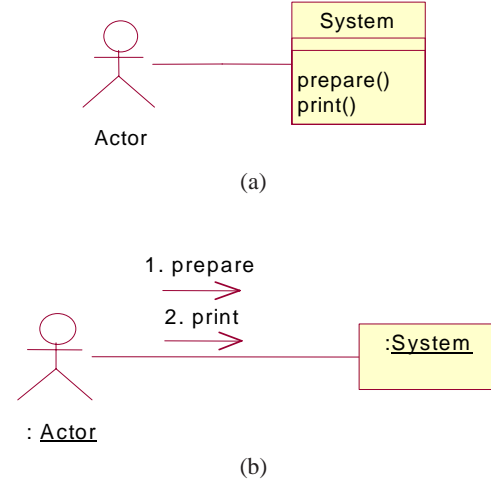 System
prepare()
print()
Actor
(a)
1. prepare
2. print
:System
: Actor
(b)